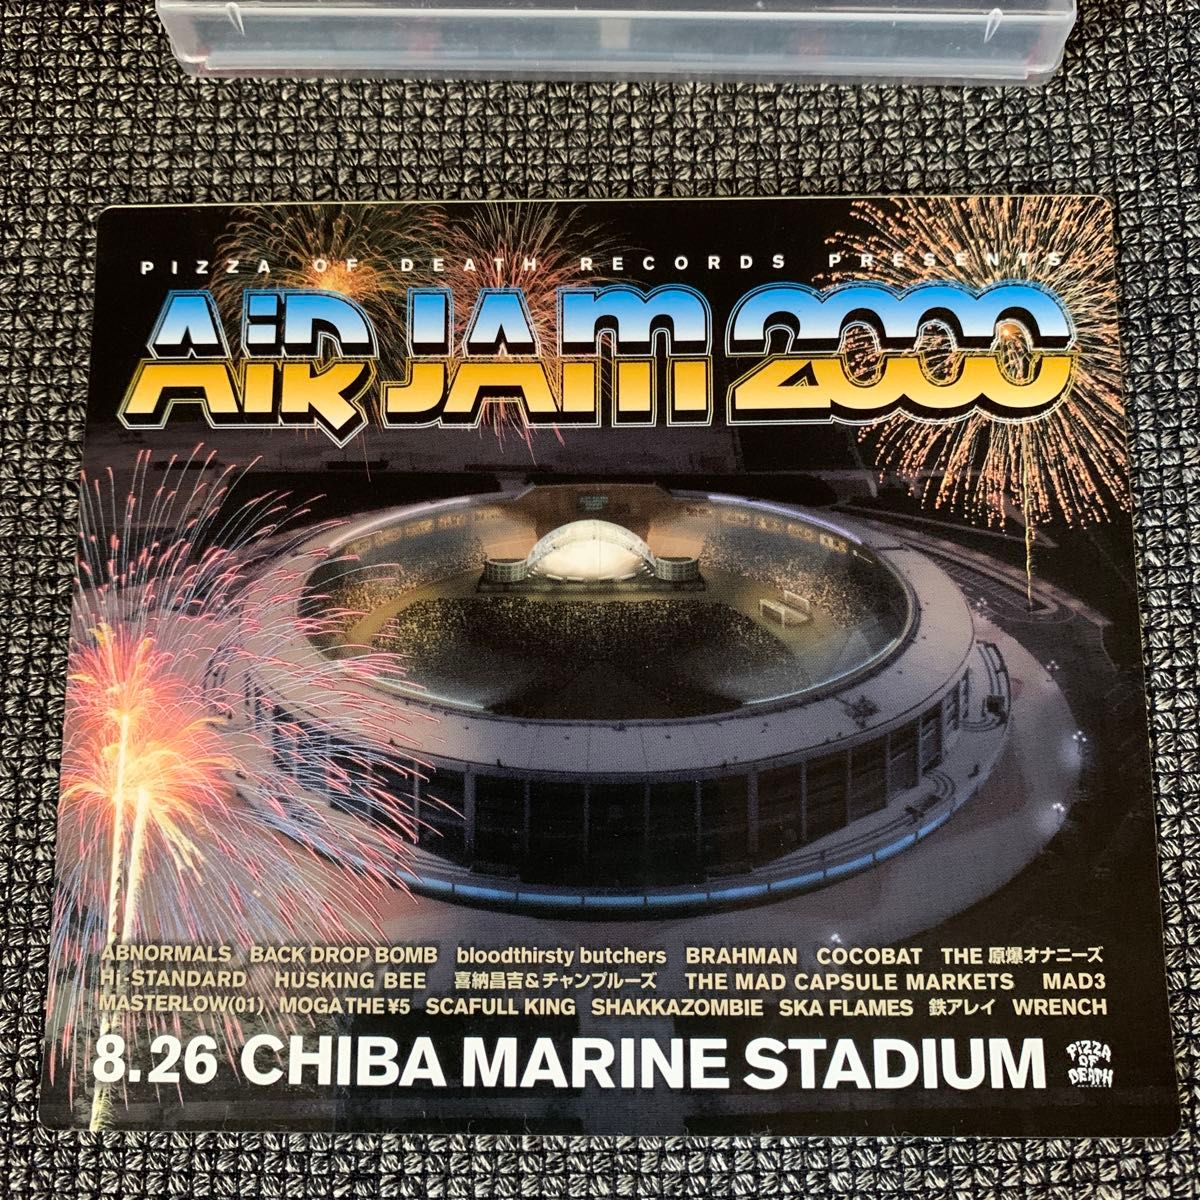 PIZZA OF DEATH RECORDS PRESENTS
AiR JAM 2000
ABNORMALS BACK DROP BOMB bloodthirsty butchers BRAHMAN COCOBAT THE 原爆オナニーズ
Hi-STANDARD HUSKING BEE 喜納昌吉&チャンプルーズ THE MAD CAPSULE MARKETS MAD3
MASTERLOW(01) MOGA THE ¥5 SCAFULL KING SHAKKAZOMBIE SKA FLAMES 鉄アレイ WRENCH
8.26 CHIBA MARINE STADIUM
PiZZA
OF
DEATH